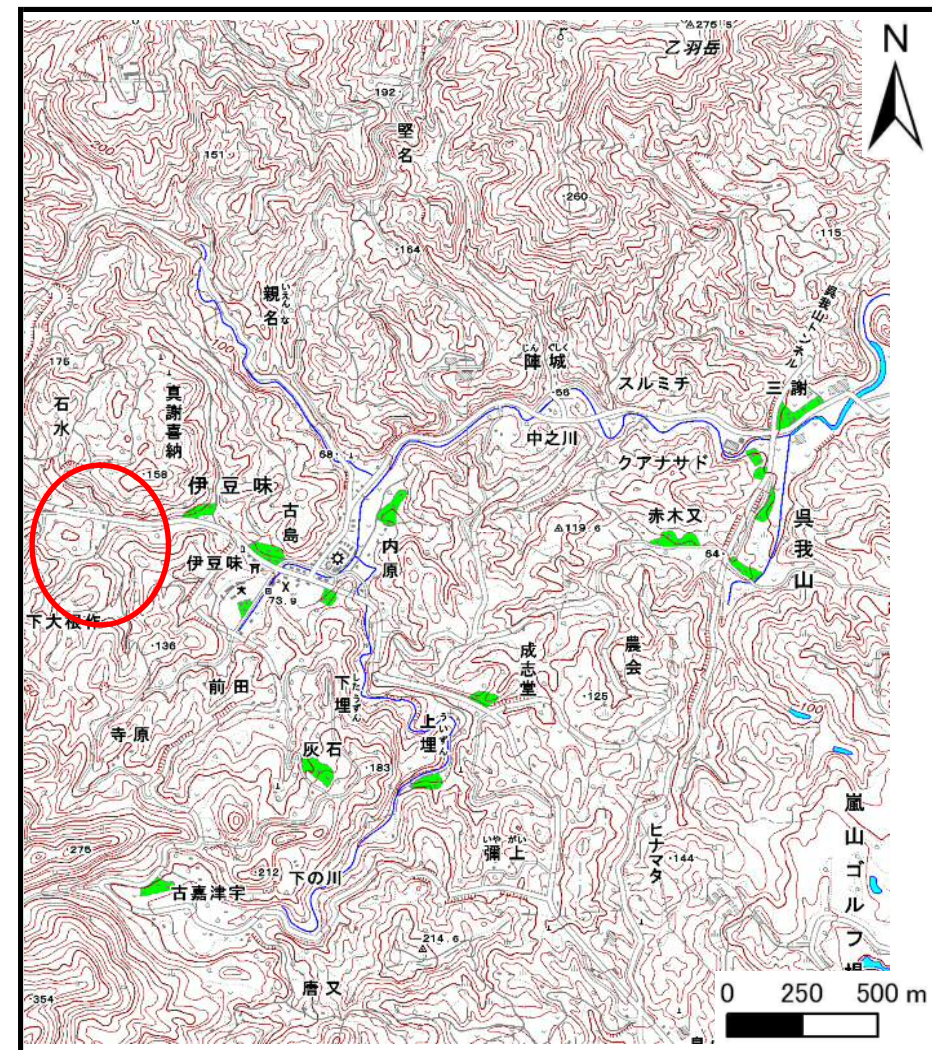 276.5
乙羽岳
N
192
堅名
200
151
260
164
115
呉我山トンネル
親名
いえんな
100
陣城
じんぐしく
スルミチ
三謝
175
石水
真謝喜納
56
中之川
68
クアナサド
158
伊豆味
古島
内原
119.6
赤木又
呉我山
64
伊豆味
73.9
下大根作
136
前田
下埋
したうずん
成志堂
農会
125
寺原
灰石
上埋
ういずん
183
100
嵐山ゴルフ場
275
212
下の川
彌上
いやがい
ヒナマタ
144
古嘉津宇
214.6
354
唐又
0 250 500 m